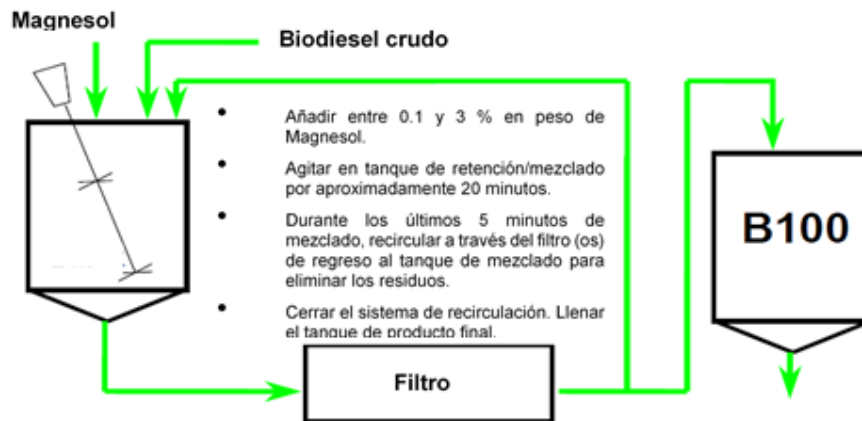 Magnesol
Biodiesel crudo
• Añadir entre 0.1 y 3 % en peso de
Magnesol.
• Agitar en tanque de retención/mezclado
por aproximadamente 20 minutos.
• Durante los últimos 5 minutos de
mezclado, recircular a través del filtro (os)
de regreso al tanque de mezclado para
eliminar los residuos.
• Cerrar el sistema de recirculación. Llenar
el tanque de producto final.
B100
Filtro